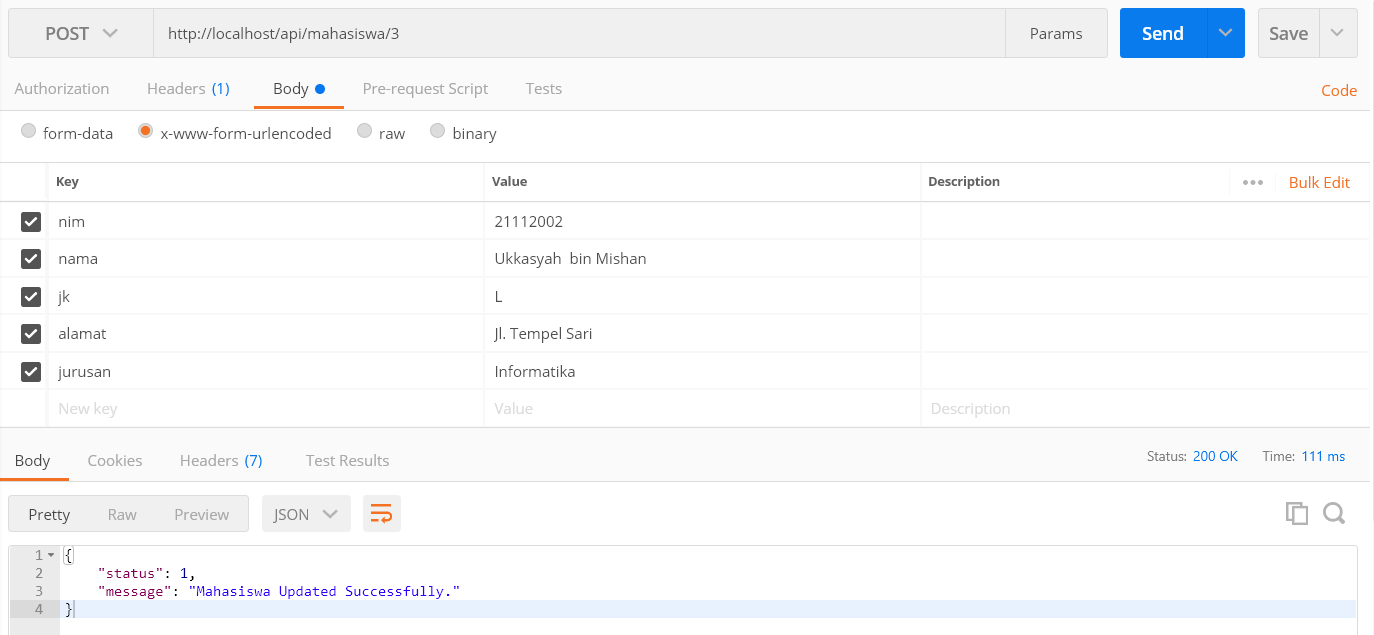 POST http://localhost/api/mahasiswa/3 Params Send Save
Authorization Headers (1) Body Pre-request Script Tests Code
form-data x-www-form-urlencoded raw binary
Key Value Description Bulk Edit
nim 21112002
nama Ukkasyah  bin Mishan
jk L
alamat Jl. Tempel Sari
jurusan Informatika
New key Value Description
Body Cookies Headers (7) Test Results Status: 200 OK Time: 111 ms
Pretty Raw Preview JSON
1 {
2 "status": 1,
3 "message": "Mahasiswa Updated Successfully."
4 }